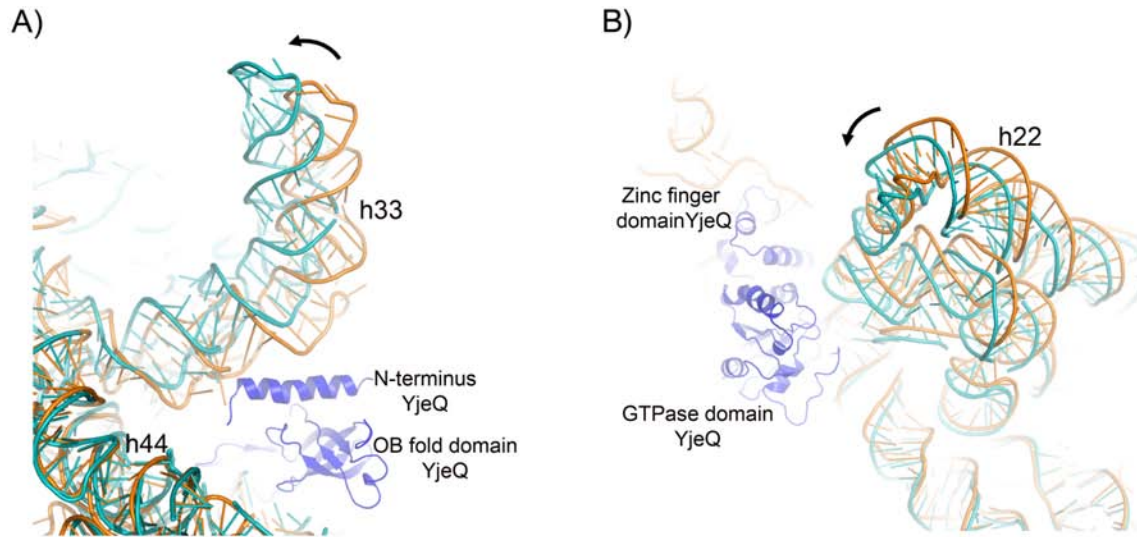 A)
h33
N-terminus
YjeQ
h44
OB fold domain
YjeQ
B)
h22
Zinc finger
domainYjeQ
GTPase domain
YjeQ